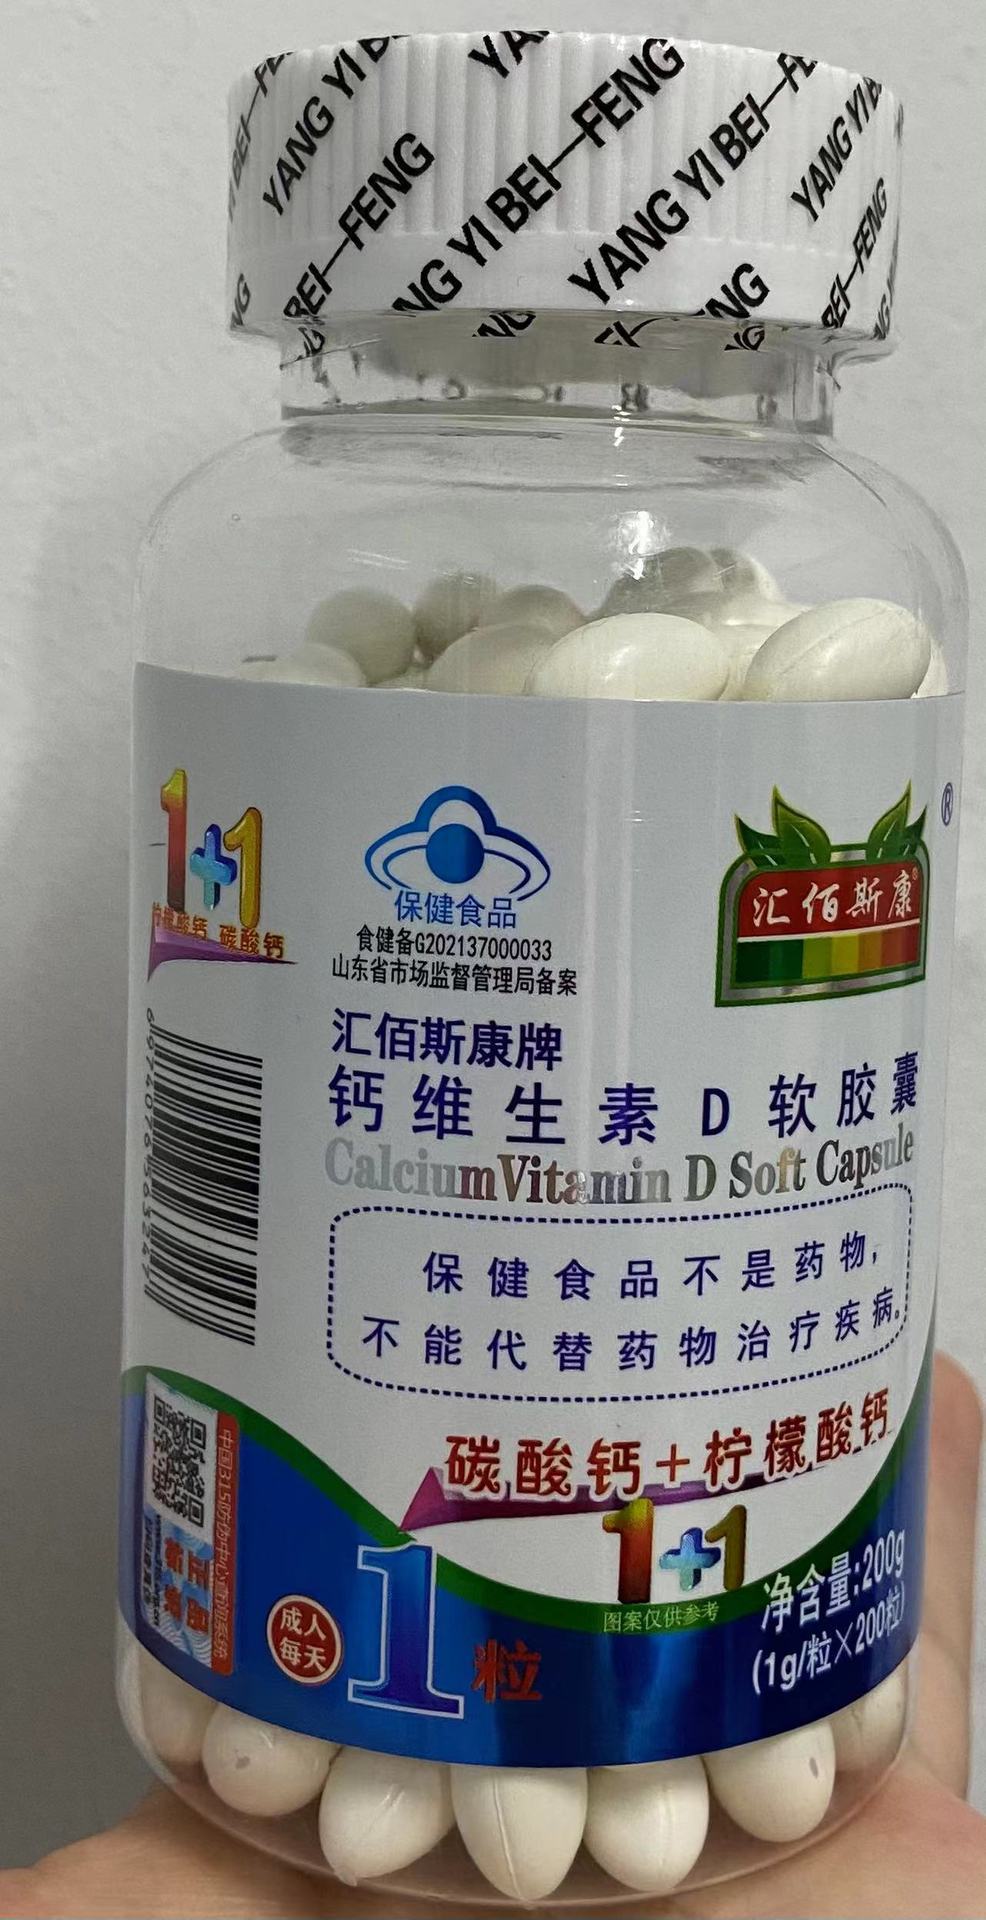 YANG YI BEI—FENG
YANG YI BEI—FENG
1+1
柠檬酸钙 碳酸钙
保健食品
食健备G202137000033
山东省市场监督管理局备案
汇佰斯康®
汇佰斯康牌
钙维生素D软胶囊
CalciumVitamin D Soft Capsule
保健食品不是药物，
不能代替药物治疗疾病。
碳酸钙+柠檬酸钙
1+1
图案仅供参考
成人
每天
1粒
净含量:200g
(1g/粒×200粒)